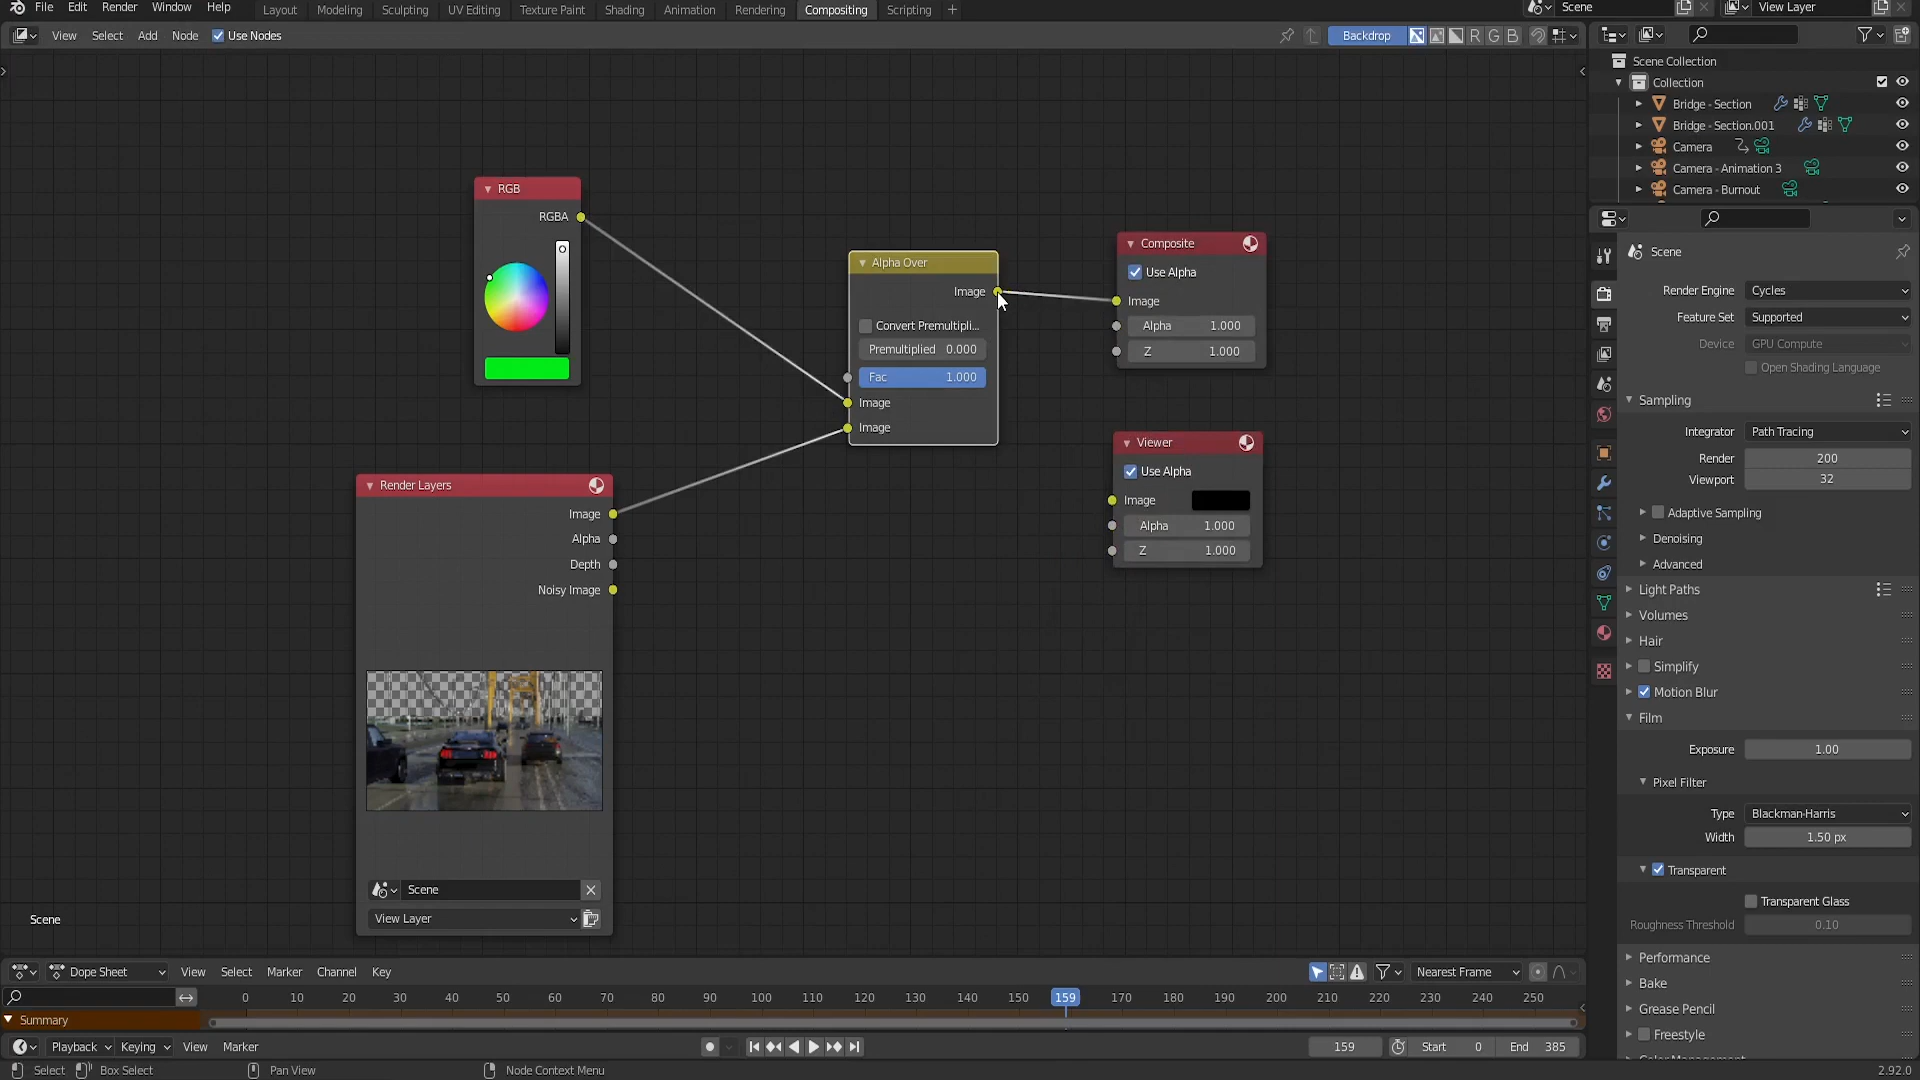 File Edit Render Window Help Layout Modeling Sculpting UV Editing Texture Paint Shading Animation Rendering Compositing Scripting + Scene View Layer
View Select Add Node Use Nodes Backdrop R G B
Scene Collection
Collection
Bridge - Section
Bridge - Section.001
Camera
Camera - Animation 3
Camera - Burnout
RGB
RGBA
Alpha Over
Image
Convert Premultipli...
Premultiplied 0.000
Fac 1.000
Image
Image
Composite
Use Alpha
Image
Alpha 1.000
Z 1.000
Viewer
Use Alpha
Image
Alpha 1.000
Z 1.000
Render Layers
Image
Alpha
Depth
Noisy Image
Scene
View Layer
Scene
Scene
Render Engine Cycles
Feature Set Supported
Device GPU Compute
Open Shading Language
Sampling
Integrator Path Tracing
Render 200
Viewport 32
Adaptive Sampling
Denoising
Advanced
Light Paths
Volumes
Hair
Simplify
Motion Blur
Film
Exposure 1.00
Pixel Filter
Type Blackman-Harris
Width 1.50 px
Transparent
Transparent Glass
Roughness Threshold 0.10
Performance
Bake
Grease Pencil
Freestyle
Dope Sheet View Select Marker Channel Key Nearest Frame
0 10 20 30 40 50 60 70 80 90 100 110 120 130 140 150 159 170 180 190 200 210 220 230 240 250
Summary
Playback Keying View Marker 159 Start 0 End 385
Select Box Select Pan View Node Context Menu 2.92.0